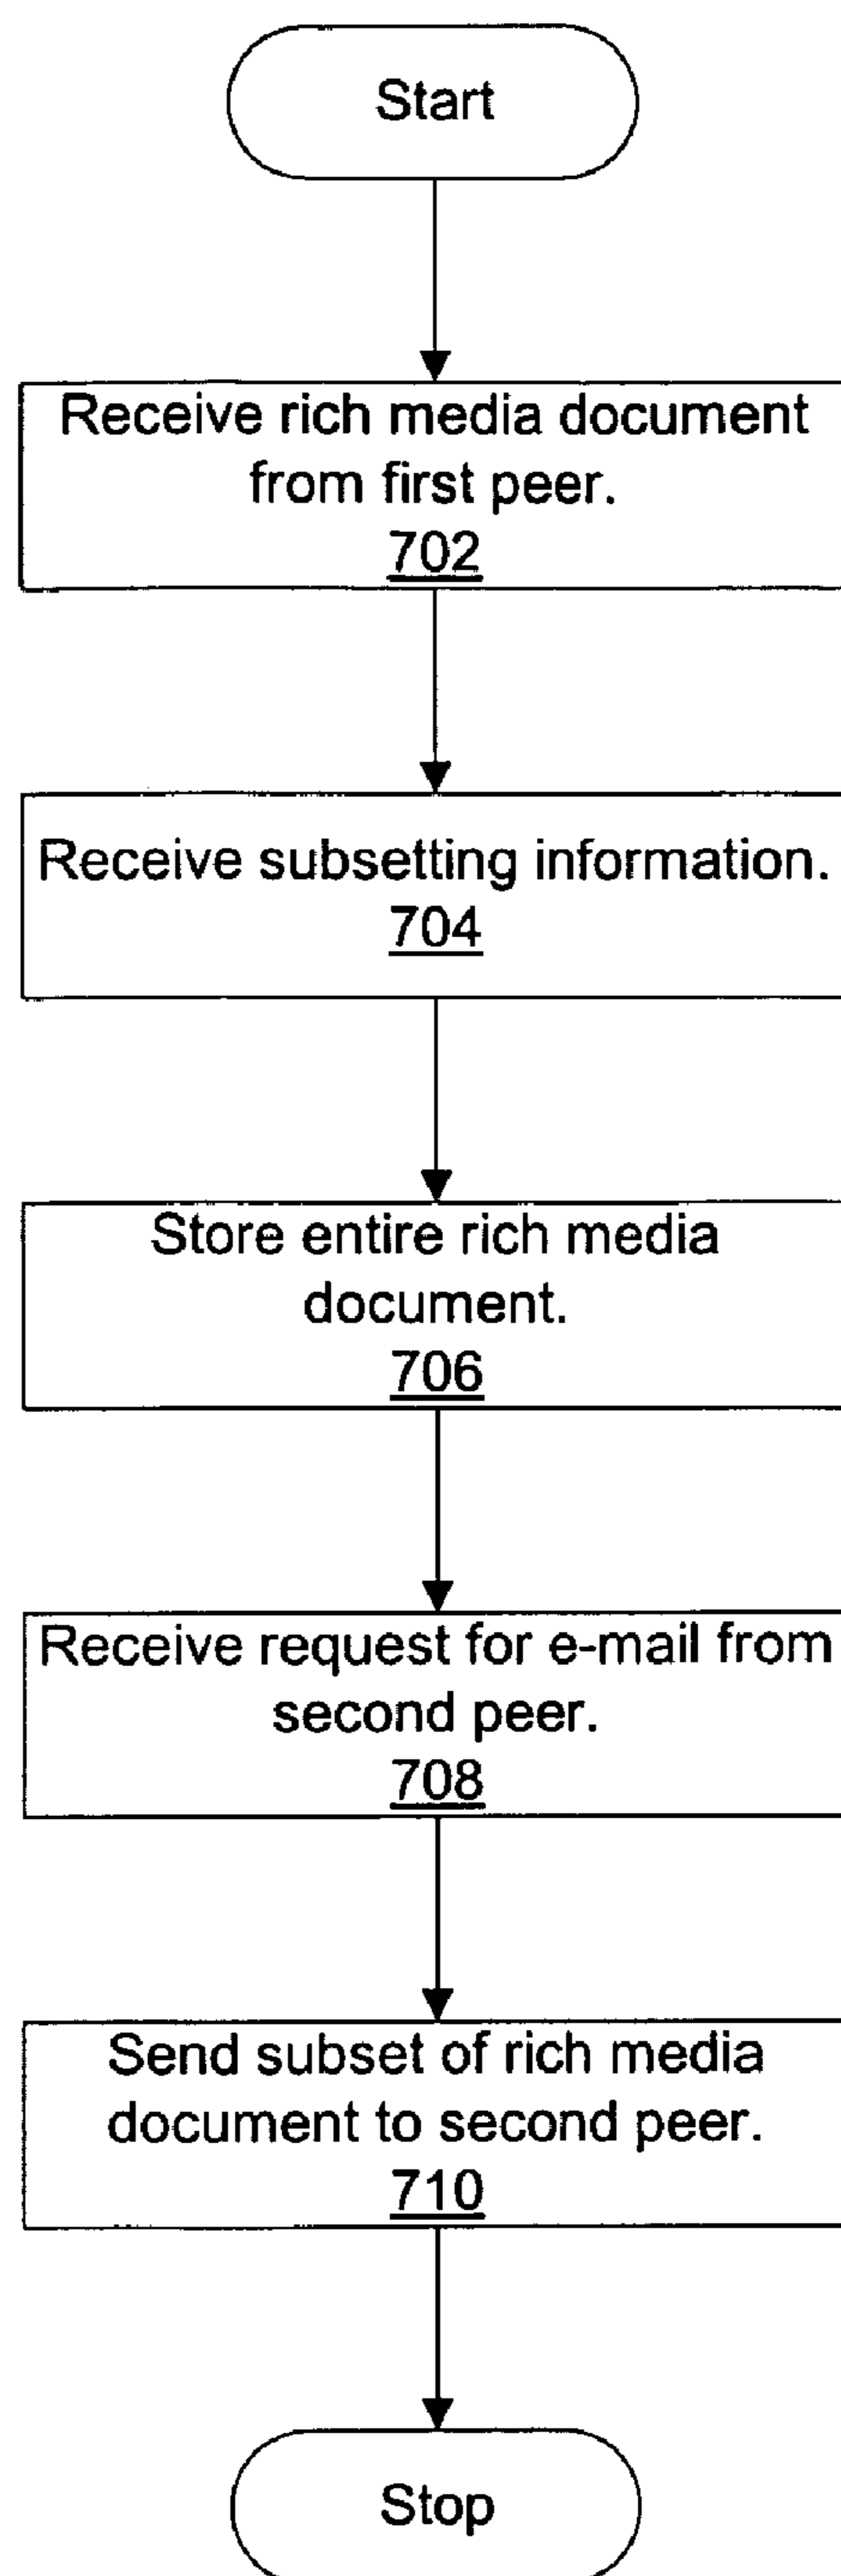 Start
Receive rich media document
from first peer.
702
Receive subsetting information.
704
Store entire rich media
document.
706
Receive request for e-mail from
second peer.
708
Send subset of rich media
document to second peer.
710
Stop